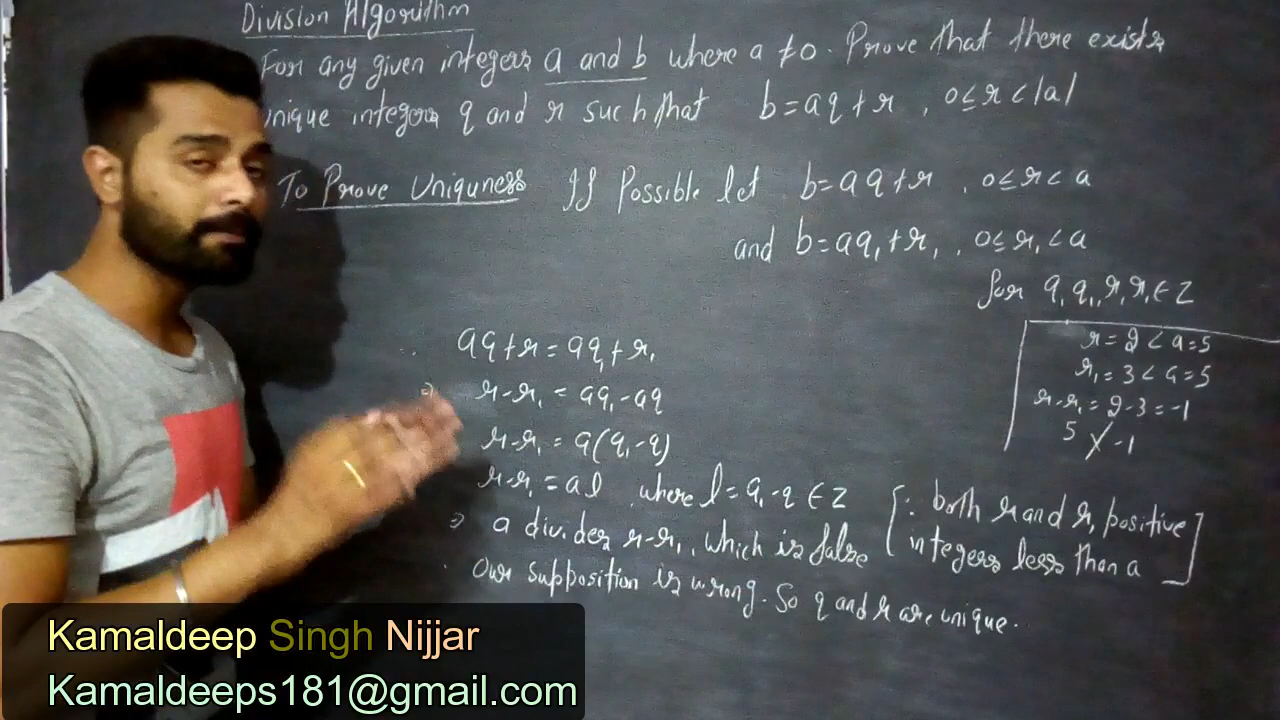 Division Algorithm
For any given integers a and b where a ≠ 0. Prove that there exists
unique integers q and r such that b = aq + r , 0 ≤ r < |a|
To Prove Uniquness If Possible let b = aq + r , 0 ≤ r < a
and b = aq₁ + r₁ , 0 ≤ r₁ < a
for q, q₁, r, r₁ ∈ Z
r = 2 < a = 5
r₁ = 3 < a = 5
r - r₁ = 2 - 3 = -1
5 ∤ -1
∴ aq + r = aq₁ + r₁
⇒ r - r₁ = aq₁ - aq
r - r₁ = a(q₁ - q)
r - r₁ = al where l = q₁ - q ∈ Z
⇒ a divides r - r₁, which is false [∵ both r and r₁ positive
integers less than a]
Our supposition is wrong. So q and r are unique.
Kamaldeep Singh Nijjar
Kamaldeeps181@gmail.com